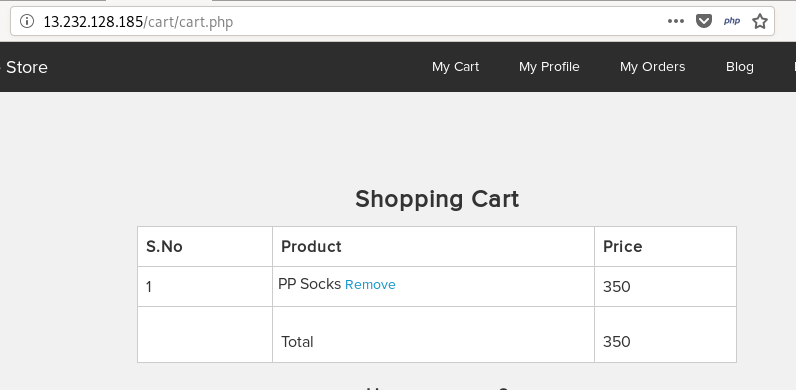 13.232.128.185/cart/cart.php php
Store My Cart My Profile My Orders Blog
Shopping Cart
S.No Product Price
1 PP Socks Remove 350
Total 350